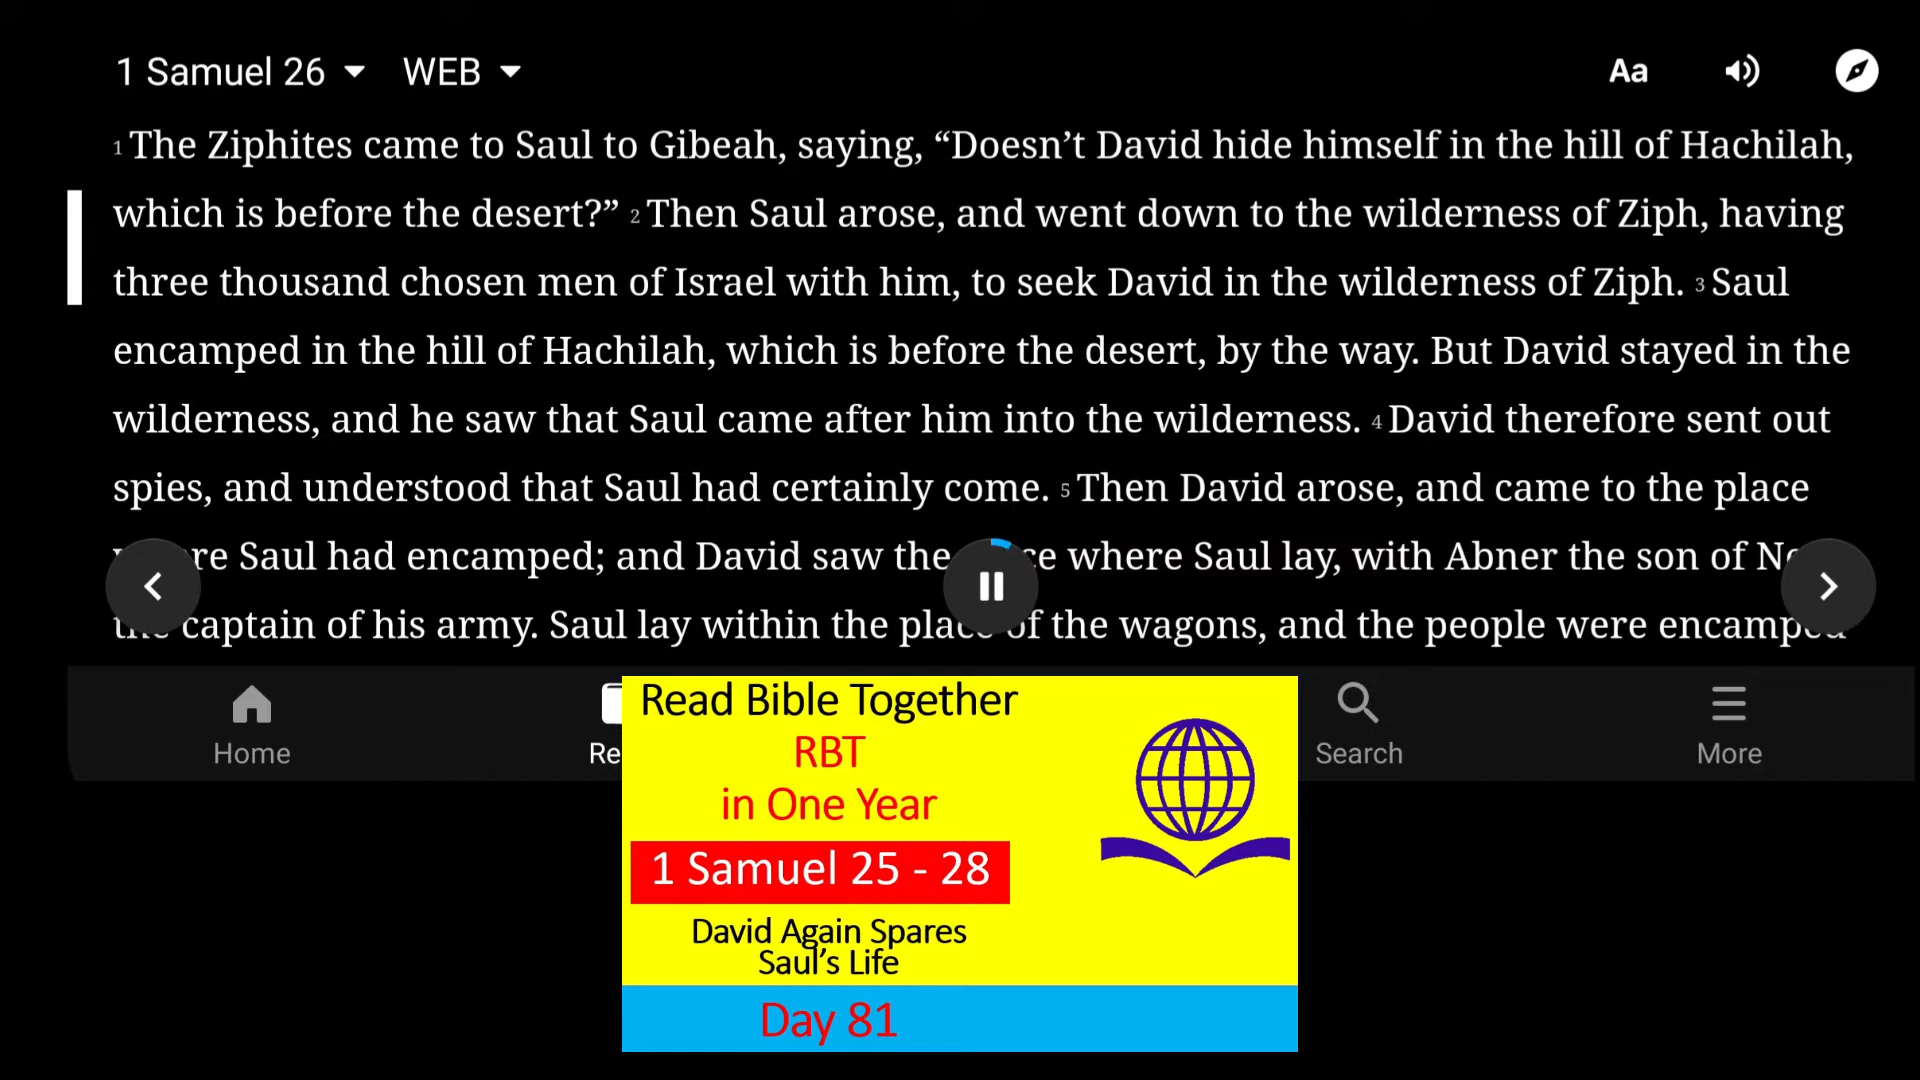 1 Samuel 26 WEB Aa
1 The Ziphites came to Saul to Gibeah, saying, “Doesn’t David hide himself in the hill of Hachilah,
which is before the desert?” 2 Then Saul arose, and went down to the wilderness of Ziph, having
three thousand chosen men of Israel with him, to seek David in the wilderness of Ziph. 3 Saul
encamped in the hill of Hachilah, which is before the desert, by the way. But David stayed in the
wilderness, and he saw that Saul came after him into the wilderness. 4 David therefore sent out
spies, and understood that Saul had certainly come. 5 Then David arose, and came to the place
Saul had encamped; and David saw the where Saul lay, with Abner the son of
captain of his army. Saul lay within the place of the wagons, and the people were encamped
Home
Search
More
Read Bible Together
RBT
in One Year
1 Samuel 25 - 28
David Again Spares
Saul’s Life
Day 81